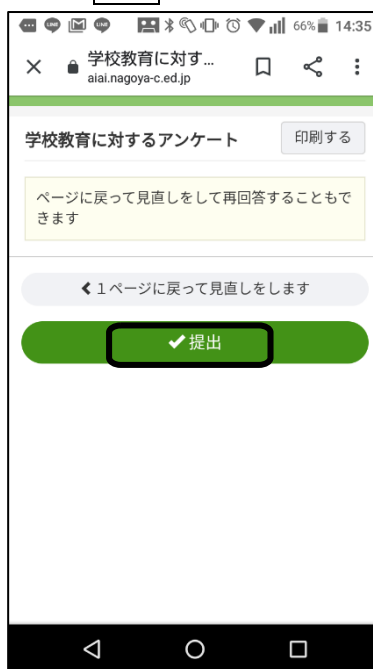 66% 14:35
学校教育に対す...
aiai.nagoya-c.ed.jp
学校教育に対するアンケート
印刷する
ページに戻って見直しをして再回答することもで
きます
1ページに戻って見直しをします
提出